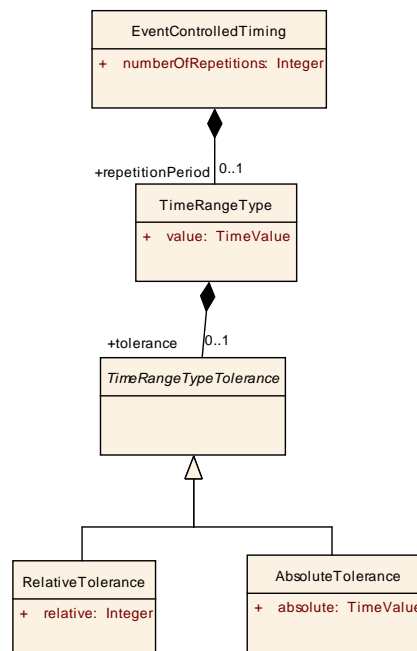 EventControlledTiming
+ numberOfRepetitions: Integer
+repetitionPeriod 0..1
TimeRangeType
+ value: TimeValue
+tolerance 0..1
TimeRangeTypeTolerance
RelativeTolerance
+ relative: Integer
AbsoluteTolerance
+ absolute: TimeValue